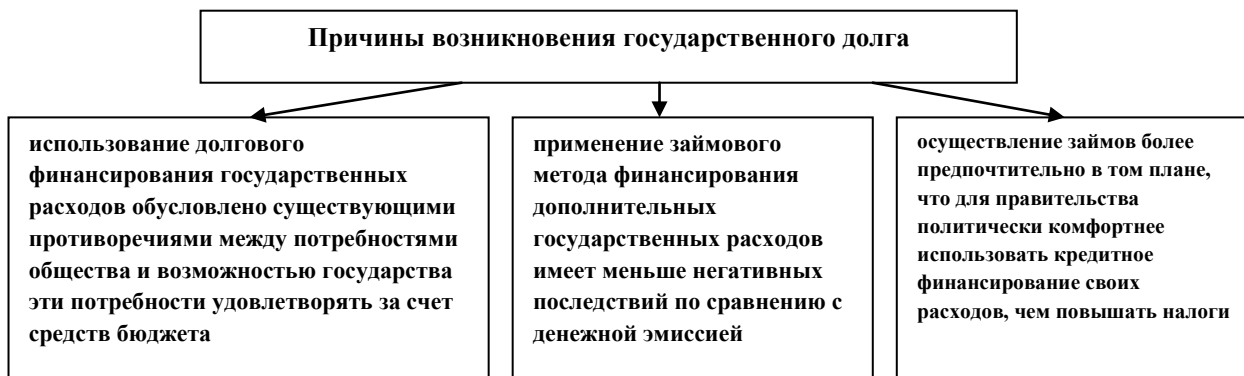 Причины возникновения государственного долга
использование долгового
финансирования государственных
расходов обусловлено существующими
противоречиями между потребностями
общества и возможностью государства
эти потребности удовлетворять за счет
средств бюджета
применение займового
метода финансирования
дополнительных
государственных расходов
имеет меньше негативных
последствий по сравнению с
денежной эмиссией
осуществление займов более
предпочтительно в том плане,
что для правительства
политически комфортнее
использовать кредитное
финансирование своих
расходов, чем повышать налоги